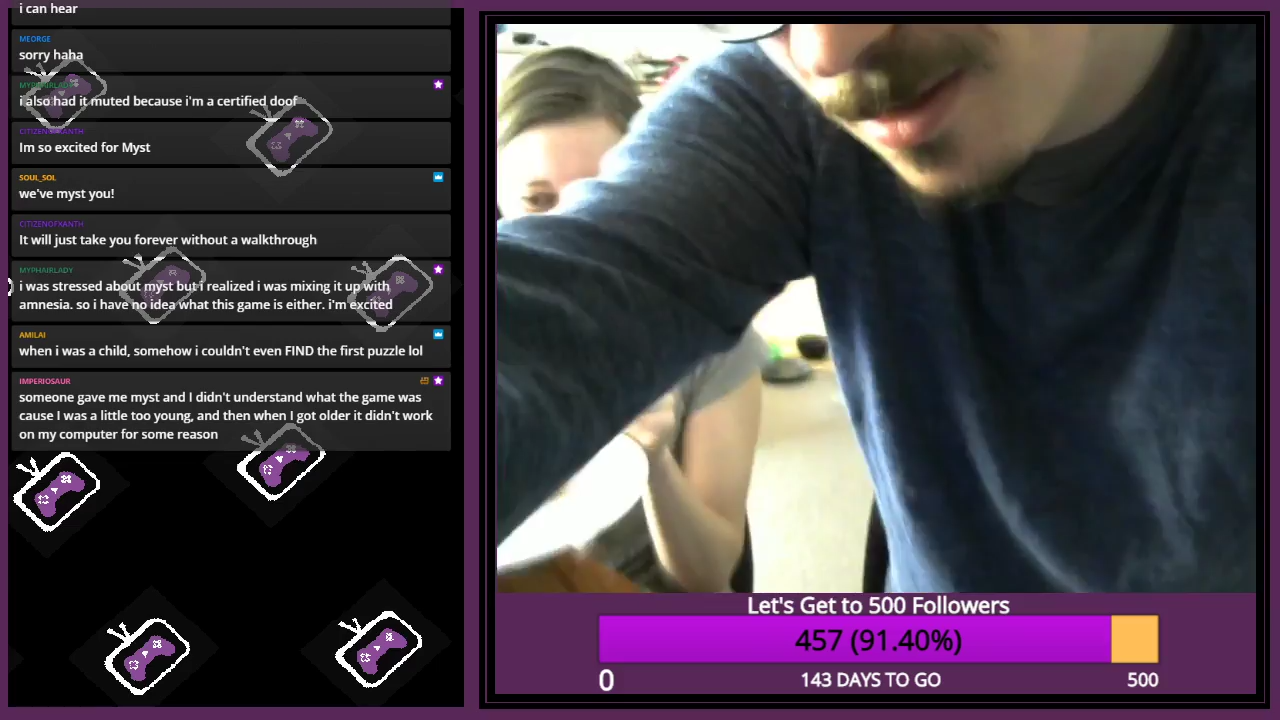 i can hear
MEORGE
sorry haha
MYPHAIRLADY
i also had it muted because i'm a certified doof
CITIZENOFXANTH
Im so excited for Myst
SOUL_SOL
we've myst you!
CITIZENOFXANTH
It will just take you forever without a walkthrough
MYPHAIRLADY
i was stressed about myst but i realized i was mixing it up with
amnesia. so i have no idea what this game is either. i'm excited
AMILAI
when i was a child, somehow i couldn't even FIND the first puzzle lol
IMPERIOSAUR
someone gave me myst and I didn't understand what the game was
cause I was a little too young, and then when I got older it didn't work
on my computer for some reason
Let's Get to 500 Followers
457 (91.40%)
0 143 DAYS TO GO 500